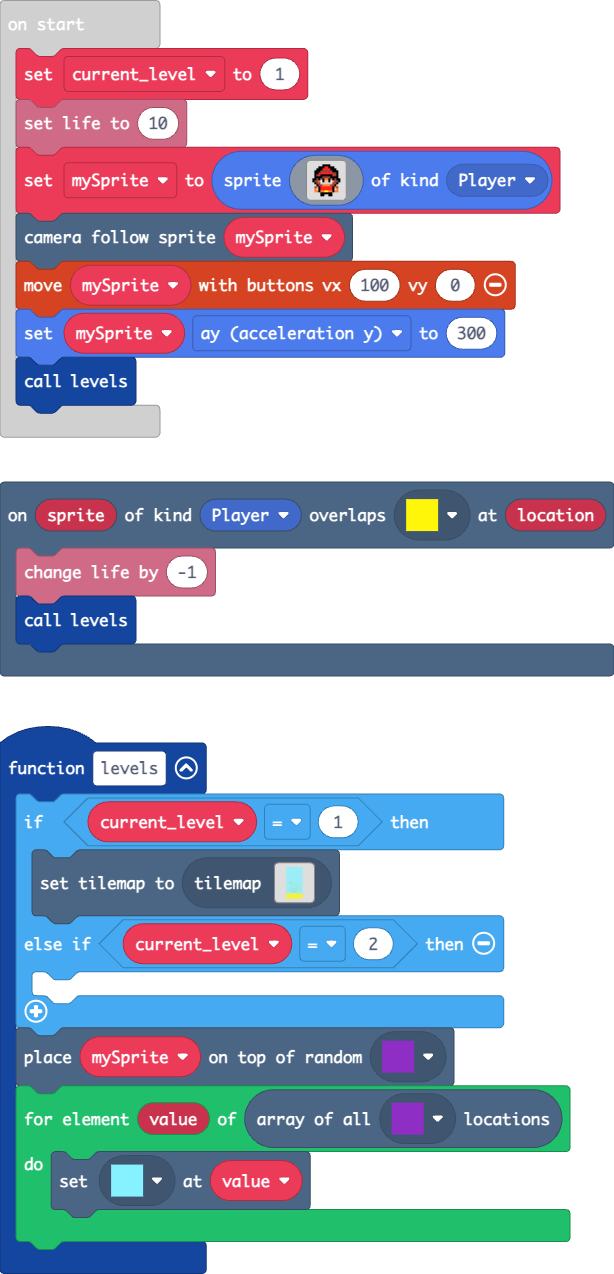 on start
set current_level to 1
set life to 10
set mySprite to sprite of kind Player
camera follow sprite mySprite
move mySprite with buttons vx 100 vy 0
set mySprite ay (acceleration y) to 300
call levels
on sprite of kind Player overlaps at location
change life by -1
call levels
function levels
if current_level = 1 then
set tilemap to tilemap
else if current_level = 2 then
place mySprite on top of random
for element value of array of all locations
do
set at value